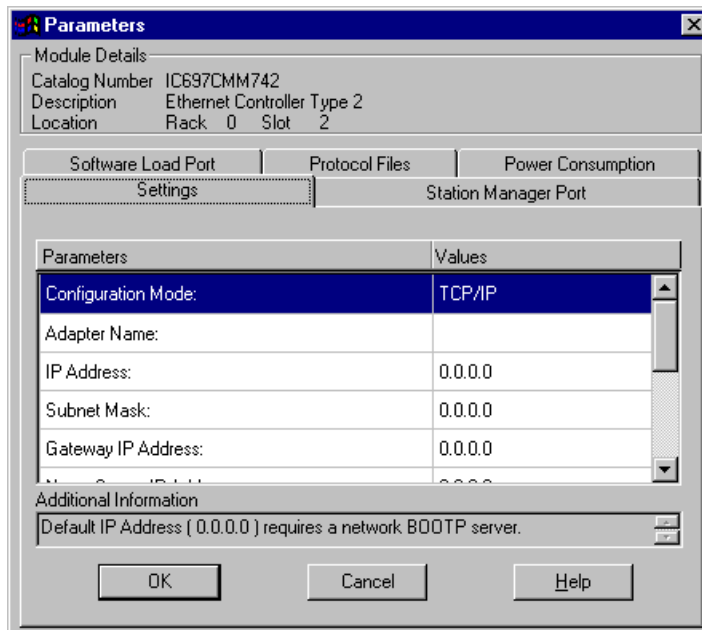 Parameters
Module Details
Catalog Number IC697CMM742
Description Ethernet Controller Type 2
Location Rack 0 Slot 2
Software Load Port Protocol Files Power Consumption
Settings Station Manager Port
Parameters Values
Configuration Mode: TCP/IP
Adapter Name:
IP Address: 0.0.0.0
Subnet Mask: 0.0.0.0
Gateway IP Address: 0.0.0.0
Additional Information
Default IP Address ( 0.0.0.0 ) requires a network BOOTP server.
OK Cancel Help